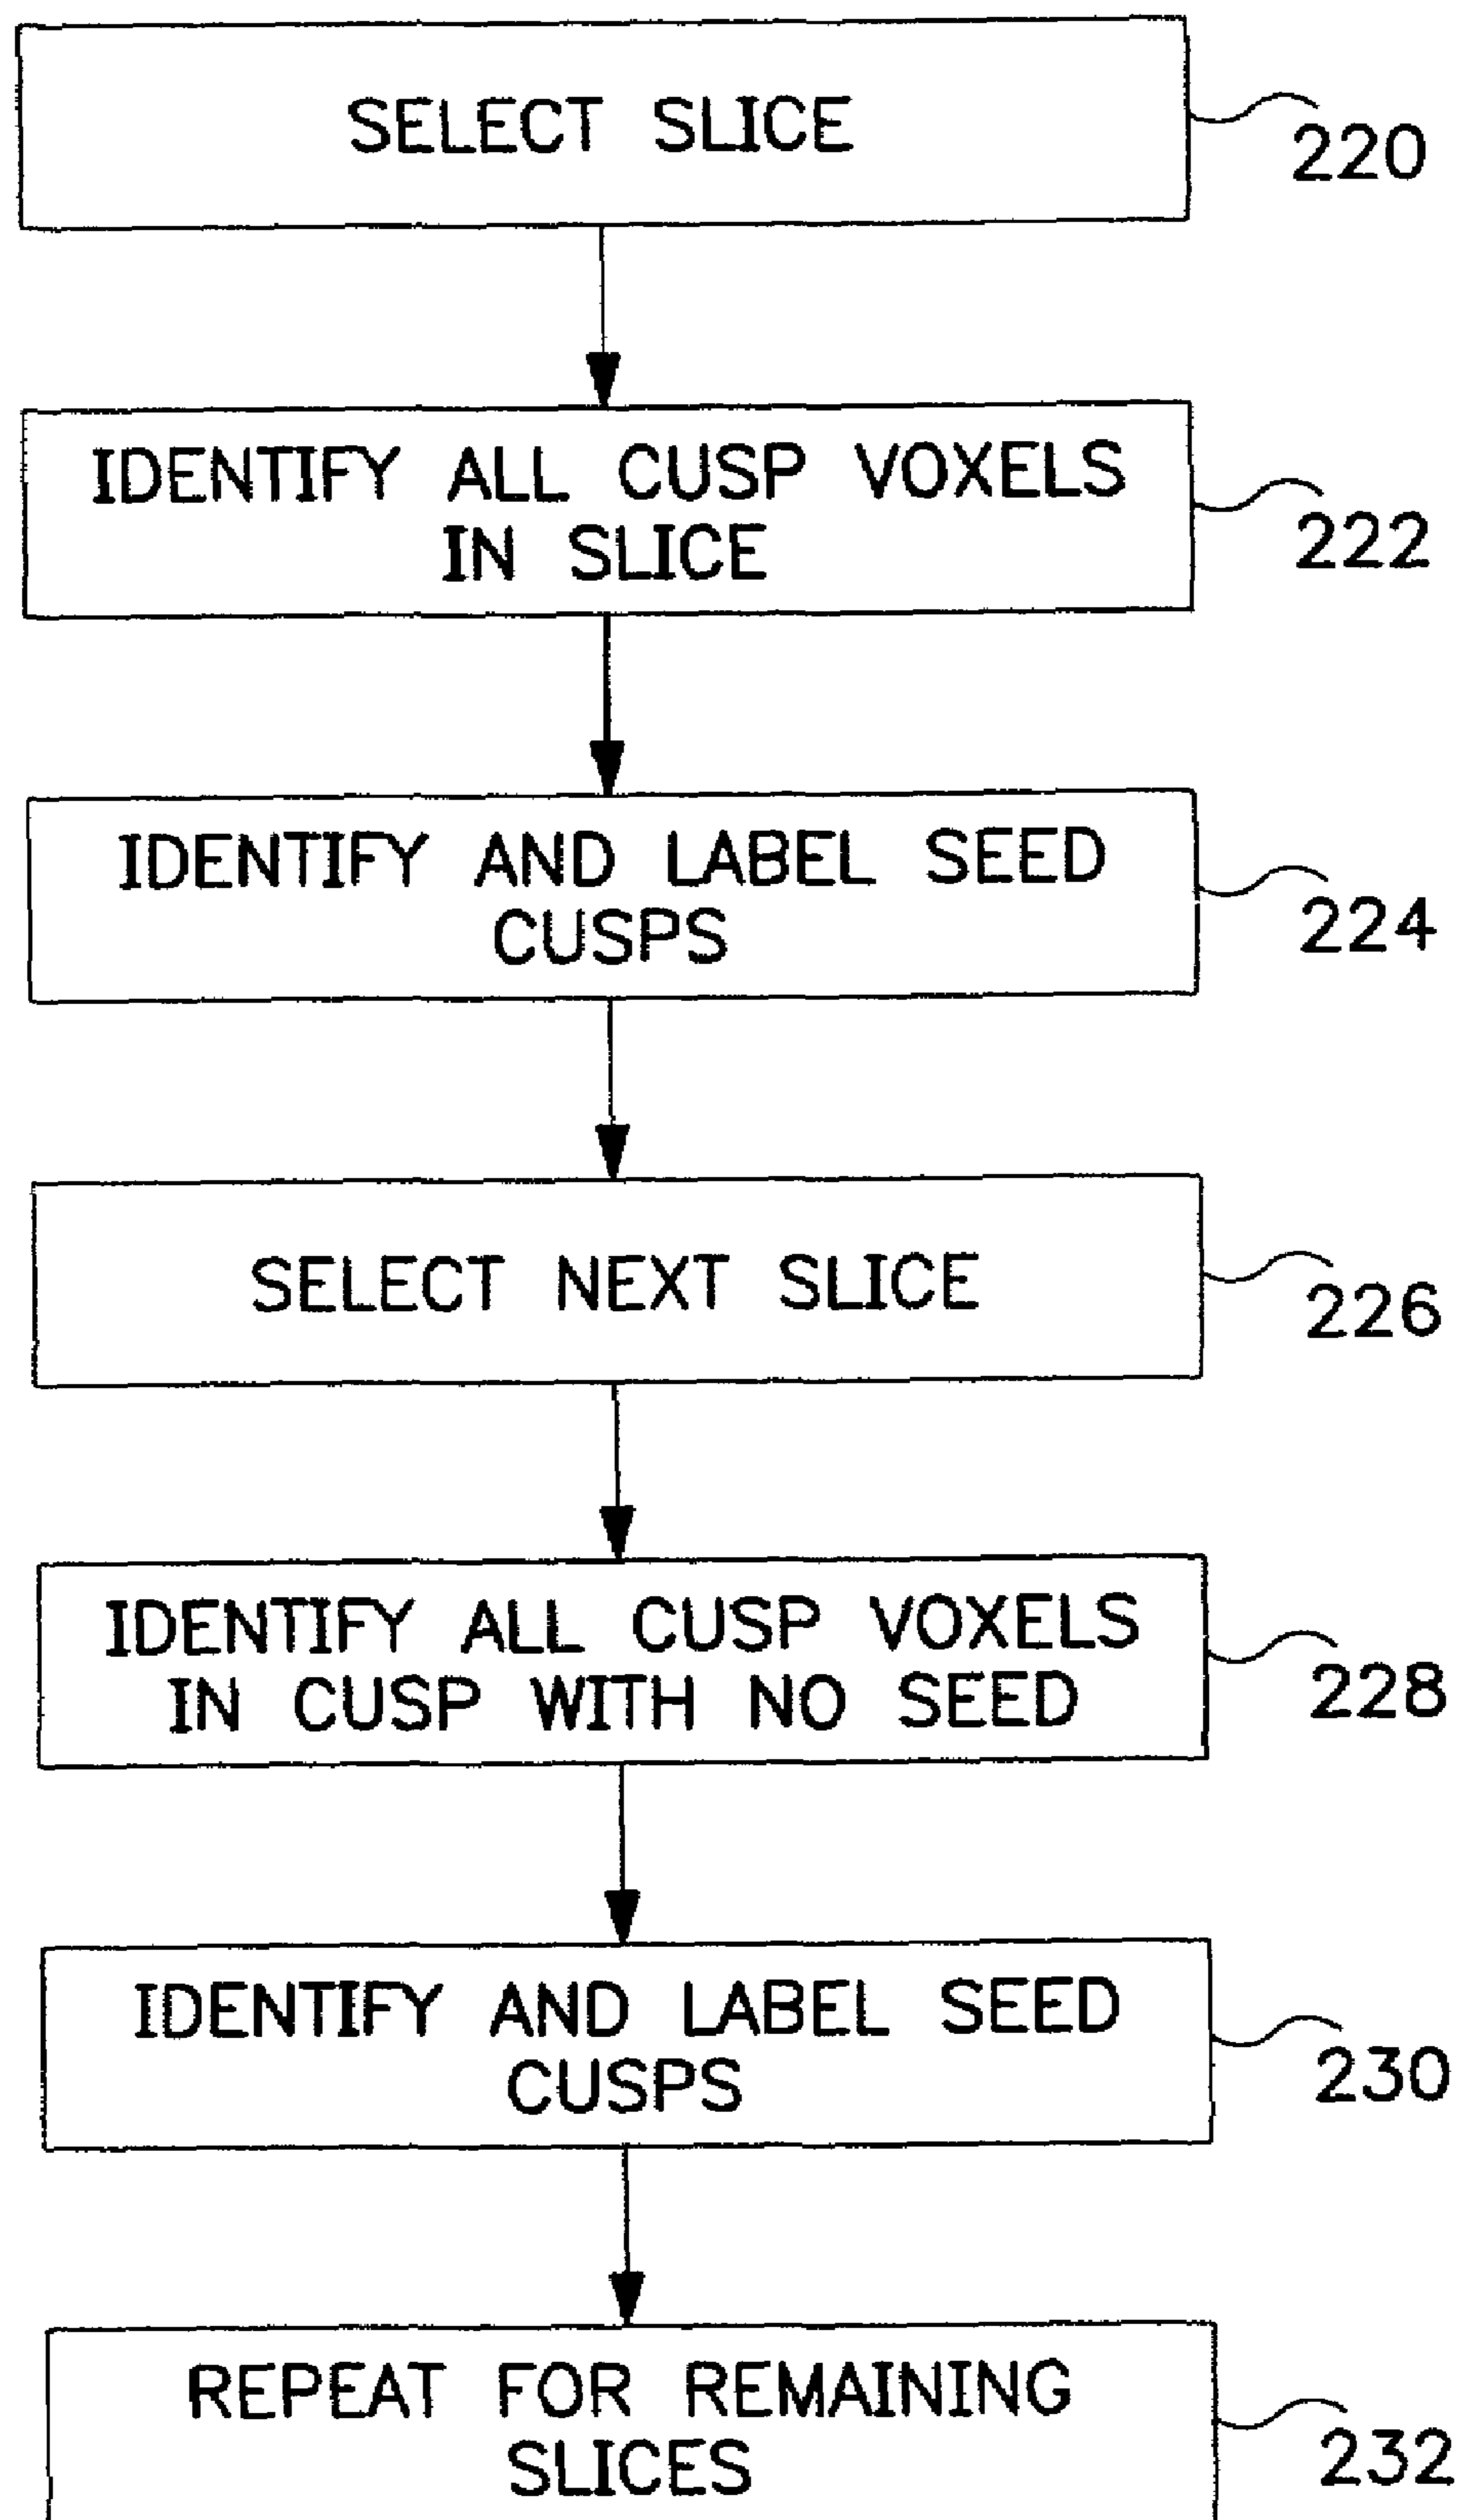 SELECT SLICE
220
IDENTIFY ALL CUSP VOXELS
IN SLICE
222
IDENTIFY AND LABEL SEED
CUSPS
224
SELECT NEXT SLICE
226
IDENTIFY ALL CUSP VOXELS
IN CUSP WITH NO SEED
228
IDENTIFY AND LABEL SEED
CUSPS
230
REPEAT FOR REMAINING
SLICES
232